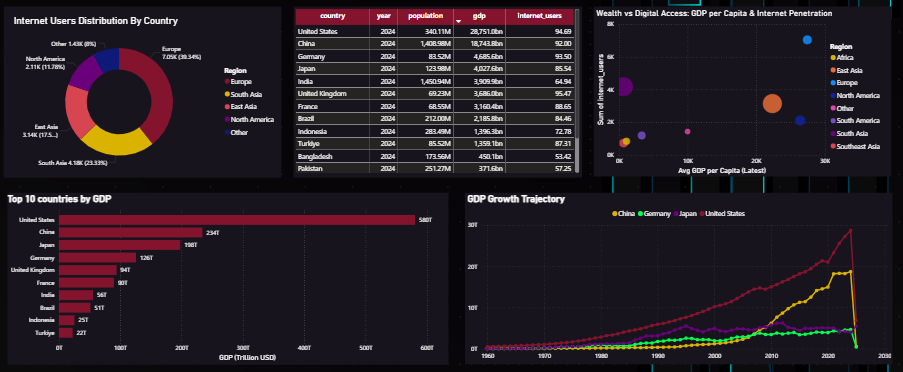 Internet Users Distribution By Country
Other 1.43K (8%)
North America
2.11K (11.78%)
East Asia
3.14K (17.5...)
South Asia 4.18K (23.33%)
Europe
7.05K (39.34%)
Region
Europe
South Asia
East Asia
North America
Other
country year population gdp internet_users
United States 2024 340.11M 28,751.0bn 94.69
China 2024 1,408.98M 18,743.8bn 92.00
Germany 2024 83.52M 4,685.6bn 93.50
Japan 2024 123.98M 4,027.6bn 85.54
India 2024 1,450.94M 3,909.9bn 64.94
United Kingdom 2024 69.23M 3,686.0bn 95.47
France 2024 68.55M 3,160.4bn 88.65
Brazil 2024 212.00M 2,185.8bn 84.46
Indonesia 2024 283.49M 1,396.3bn 72.78
Turkiye 2024 85.52M 1,359.1bn 87.31
Bangladesh 2024 173.56M 450.1bn 53.42
Pakistan 2024 251.27M 371.6bn 57.25
Wealth vs Digital Access: GDP per Capita & Internet Penetration
Sum of internet_users
8K
6K
4K
2K
0K
0K 10K 20K 30K
Avg GDP per Capita (Latest)
Region
Africa
East Asia
Europe
North America
Other
South Asia
South Asia
Southeast Asia
Top 10 countries by GDP
United States 580T
China 234T
Japan 198T
Germany 126T
United Kingdom 94T
France 90T
India 56T
Brazil 51T
Indonesia 25T
Turkiye 22T
0T 100T 200T 300T 400T 500T 600T
GDP (Trillion USD)
GDP Growth Trajectory
China Germany Japan United States
30T
20T
10T
0T
1960 1970 1980 1990 2000 2010 2020 2030